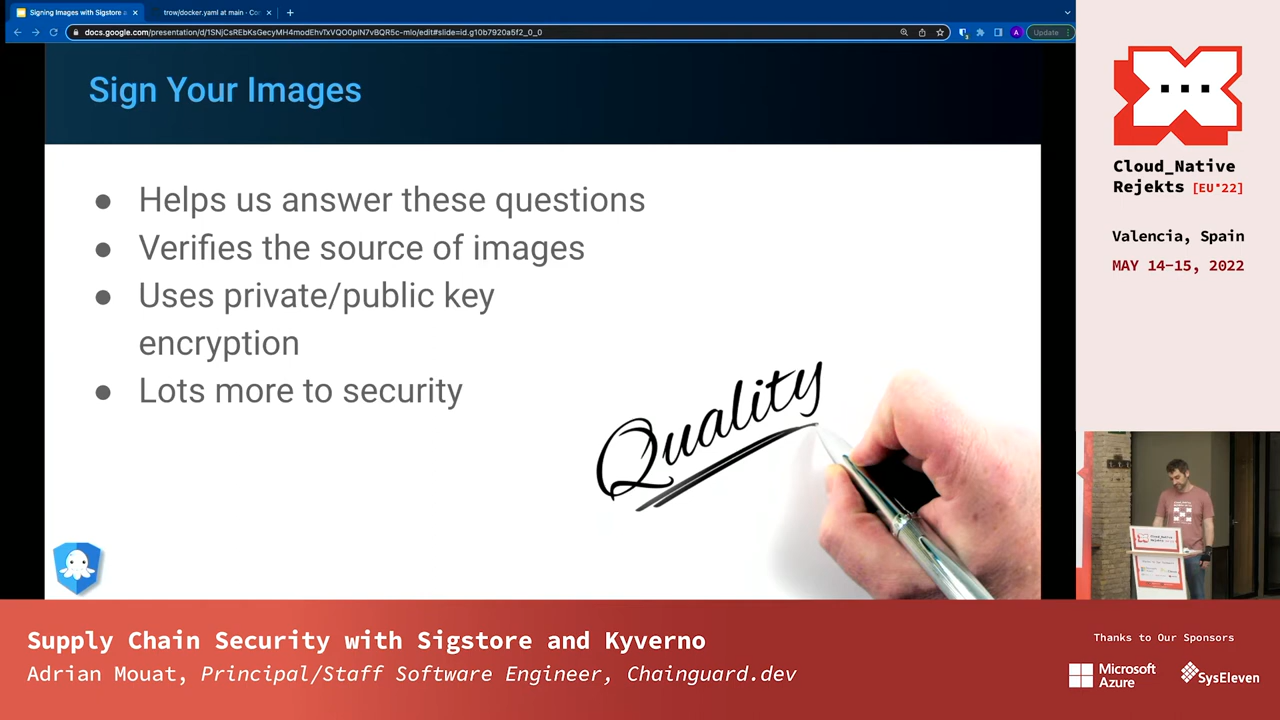 Signing Images with Sigstore a
trow/docker.yaml at main · Co
docs.google.com/presentation/d/1SNjCsREbKsGecyMH4modEhvTxVQO0pIN7vBQR5c-mIo/edit#slide=id.g10b7920a5f2_0_0
A
Update
Sign Your Images
● Helps us answer these questions
● Verifies the source of images
● Uses private/public key
encryption
● Lots more to security
Quality
Cloud_Native
Rejekts [EU*22]
Valencia, Spain
MAY 14-15, 2022
Supply Chain Security with Sigstore and Kyverno
Adrian Mouat, Principal/Staff Software Engineer, Chainguard.dev
Thanks to Our Sponsors
Microsoft
Azure
SysEleven